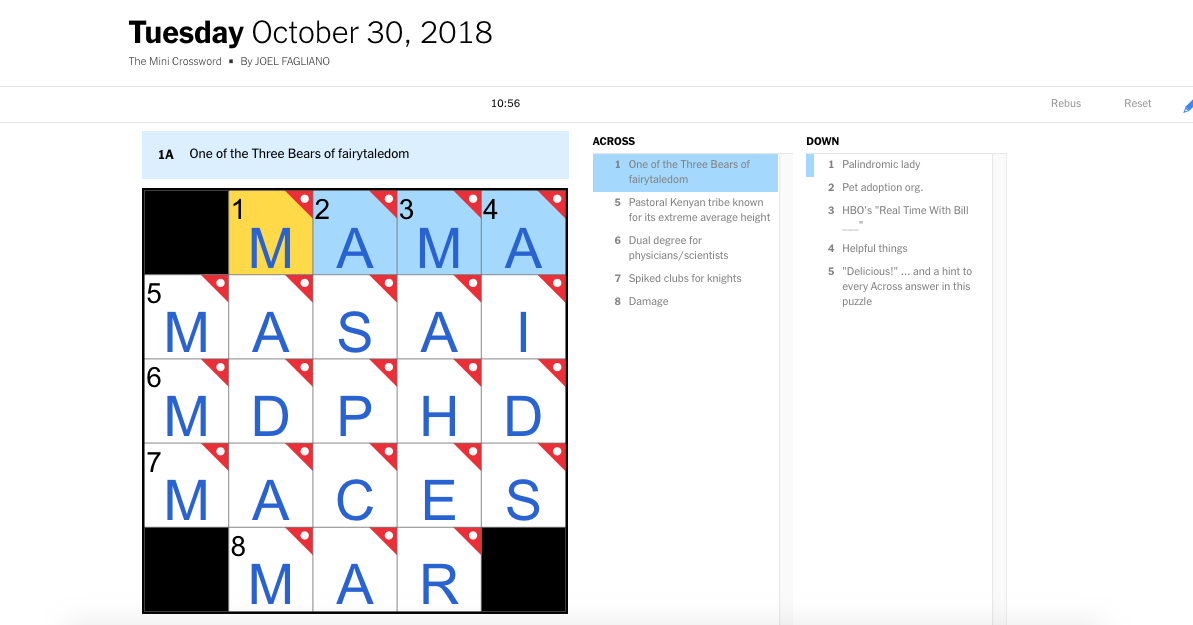 Tuesday October 30, 2018
The Mini Crossword ▪ By JOEL FAGLIANO
10:56
Rebus
Reset
1A One of the Three Bears of fairytaledom
1 M 2 A 3 M 4 A
5 M A S A I
6 M D P H D
7 M A C E S
8 M A R
ACROSS
1 One of the Three Bears of
fairytaledom
5 Pastoral Kenyan tribe known
for its extreme average height
6 Dual degree for
physicians/scientists
7 Spiked clubs for knights
8 Damage
DOWN
1 Palindromic lady
2 Pet adoption org.
3 HBO's "Real Time With Bill
___"
4 Helpful things
5 "Delicious!" ... and a hint to
every Across answer in this
puzzle